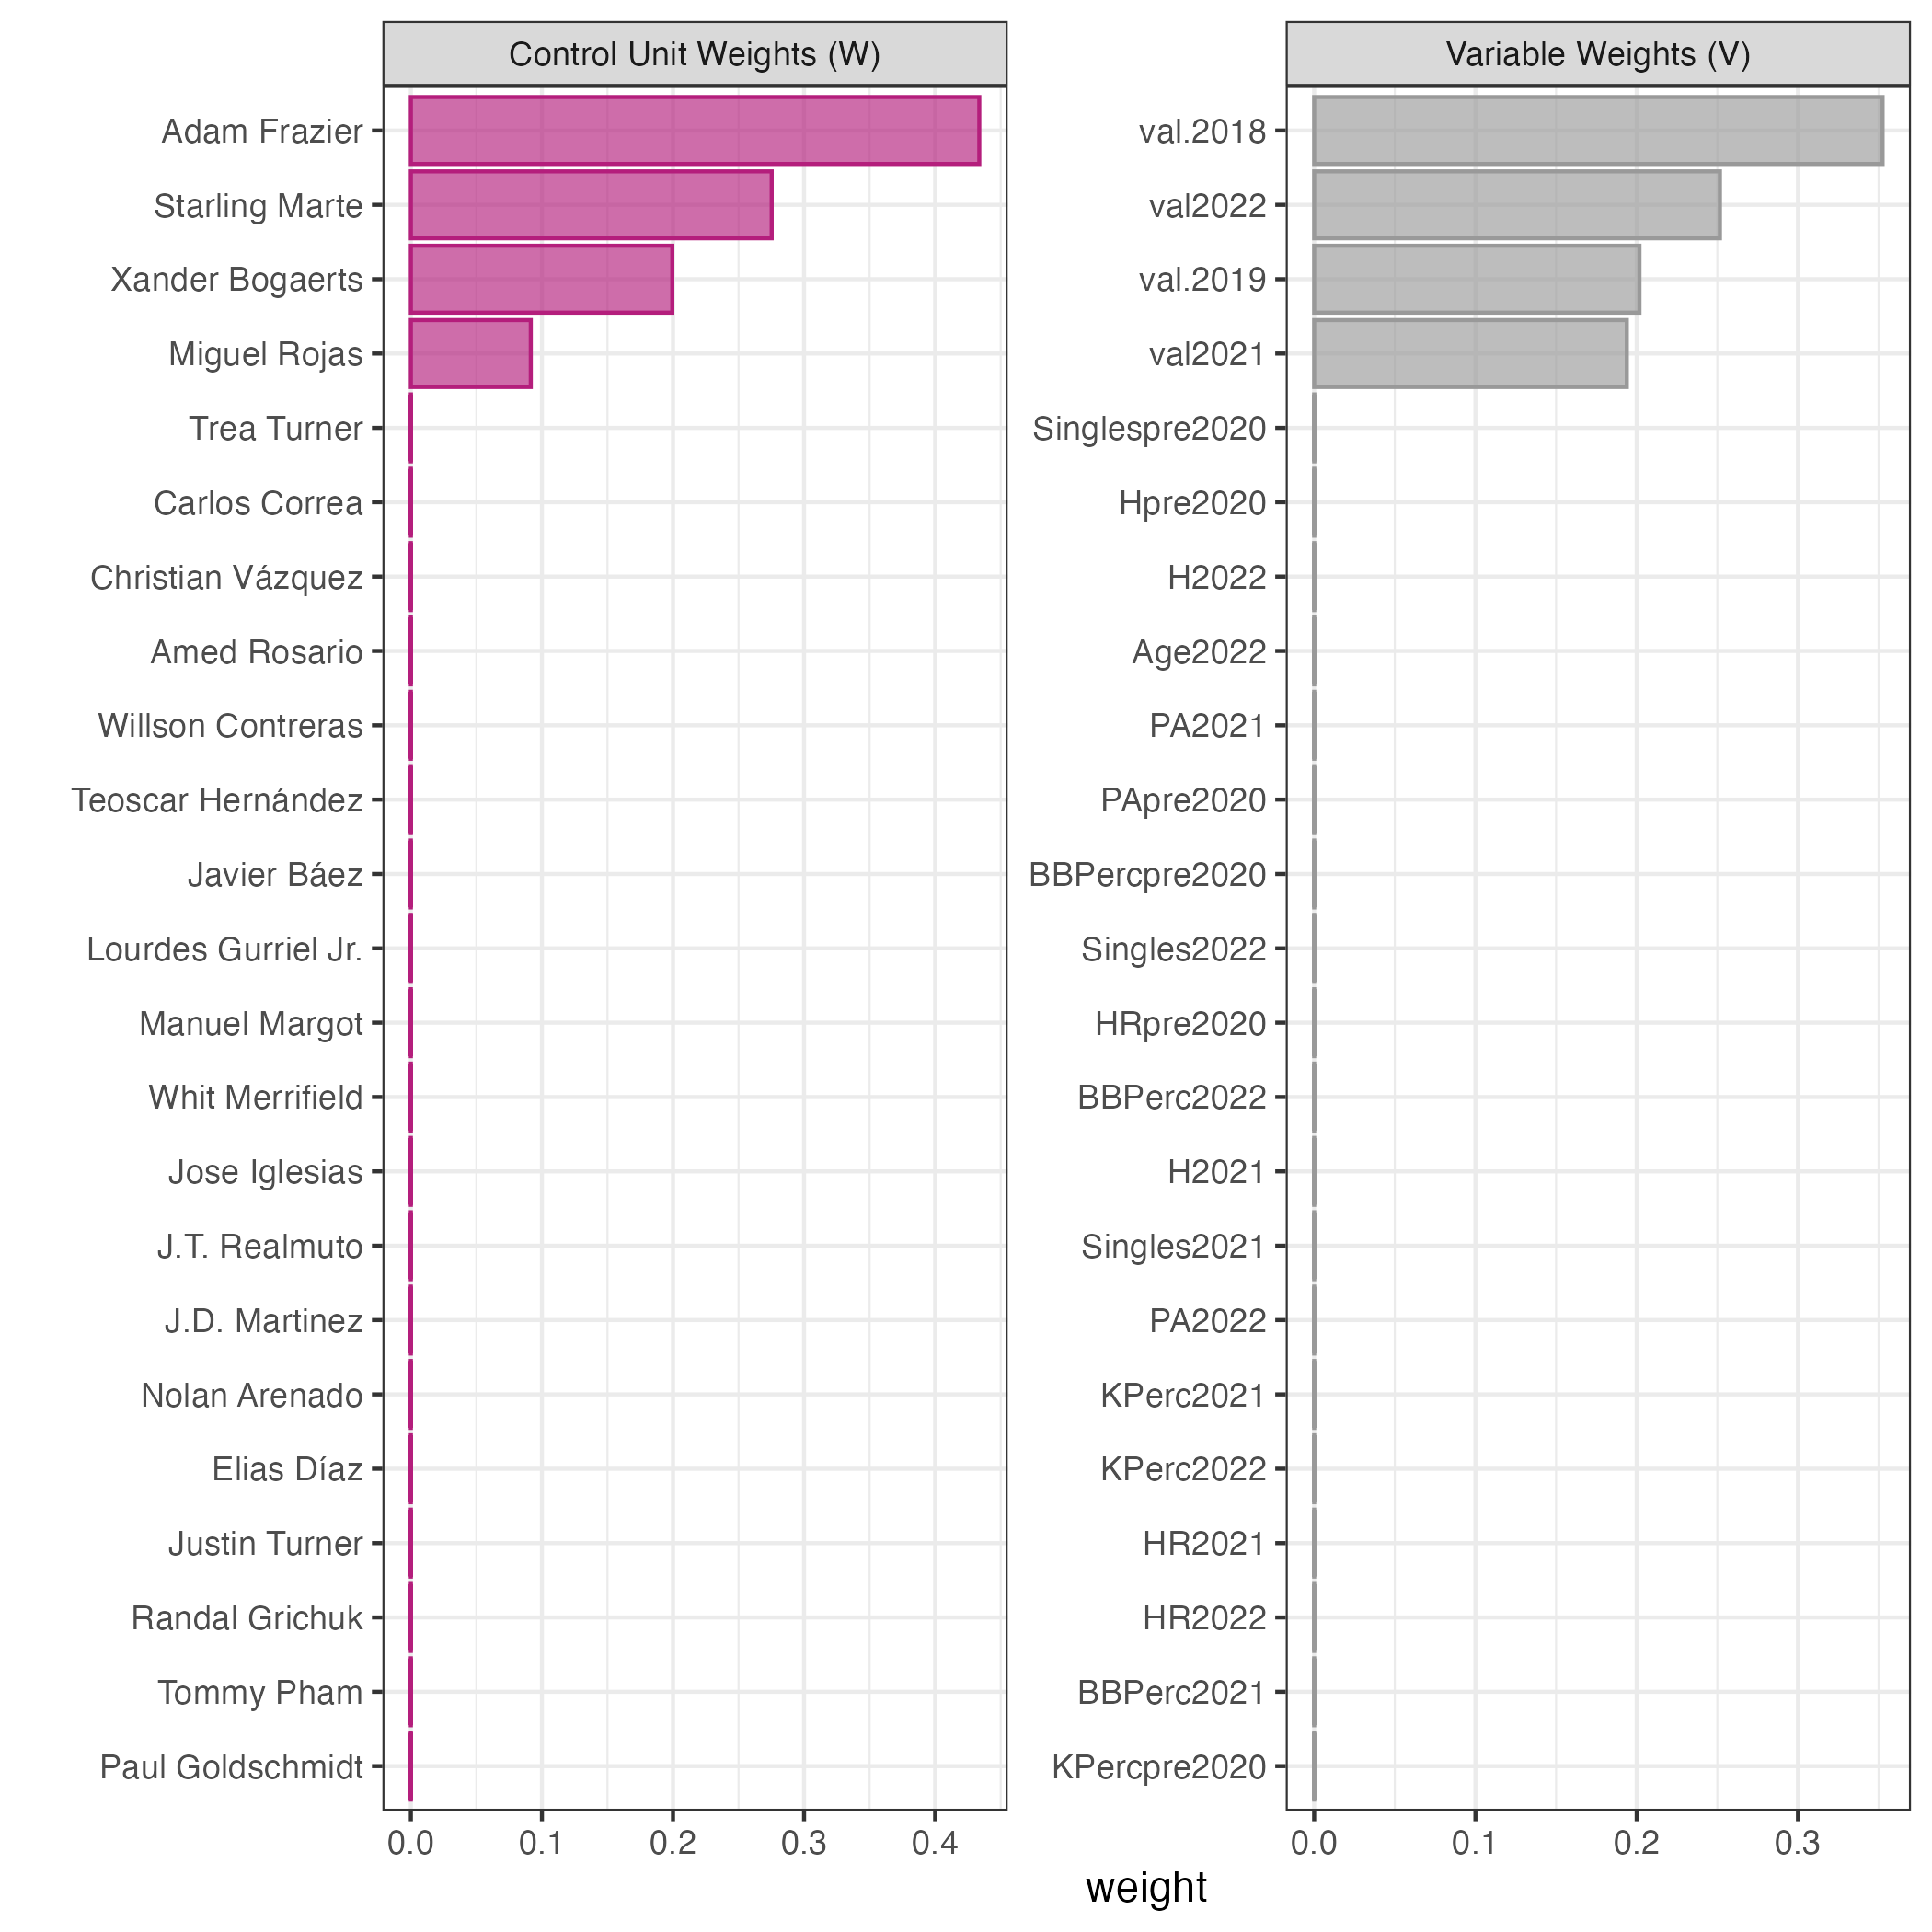 Control Unit Weights (W)
Adam Frazier
Starling Marte
Xander Bogaerts
Miguel Rojas
Trea Turner
Carlos Correa
Christian Vázquez
Amed Rosario
Willson Contreras
Teoscar Hernández
Javier Báez
Lourdes Gurriel Jr.
Manuel Margot
Whit Merrifield
Jose Iglesias
J.T. Realmuto
J.D. Martinez
Nolan Arenado
Elias Díaz
Justin Turner
Randal Grichuk
Tommy Pham
Paul Goldschmidt
0.0 0.1 0.2 0.3 0.4
Variable Weights (V)
val.2018
val2022
val.2019
val2021
Singlespre2020
Hpre2020
H2022
Age2022
PA2021
PApre2020
BBPercpre2020
Singles2022
HRpre2020
BBPerc2022
H2021
Singles2021
PA2022
KPerc2021
KPerc2022
HR2021
HR2022
BBPerc2021
KPercpre2020
0.0 0.1 0.2 0.3
weight